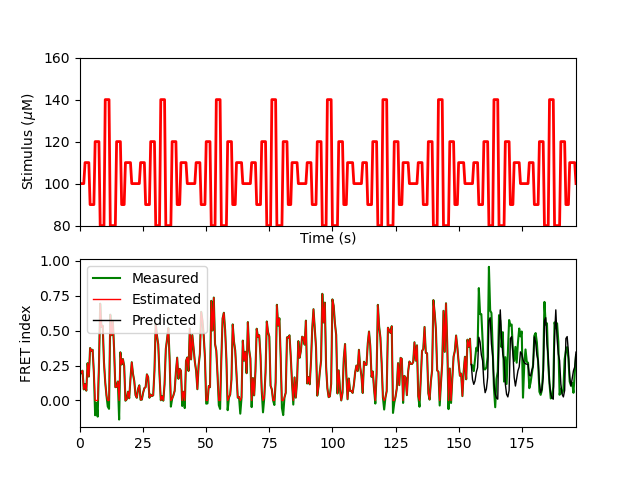 160
140
120
100
80
Stimulus (μM)
Time (s)
1.00
0.75
0.50
0.25
0.00
FRET index
Measured
Estimated
Predicted
0 25 50 75 100 125 150 175